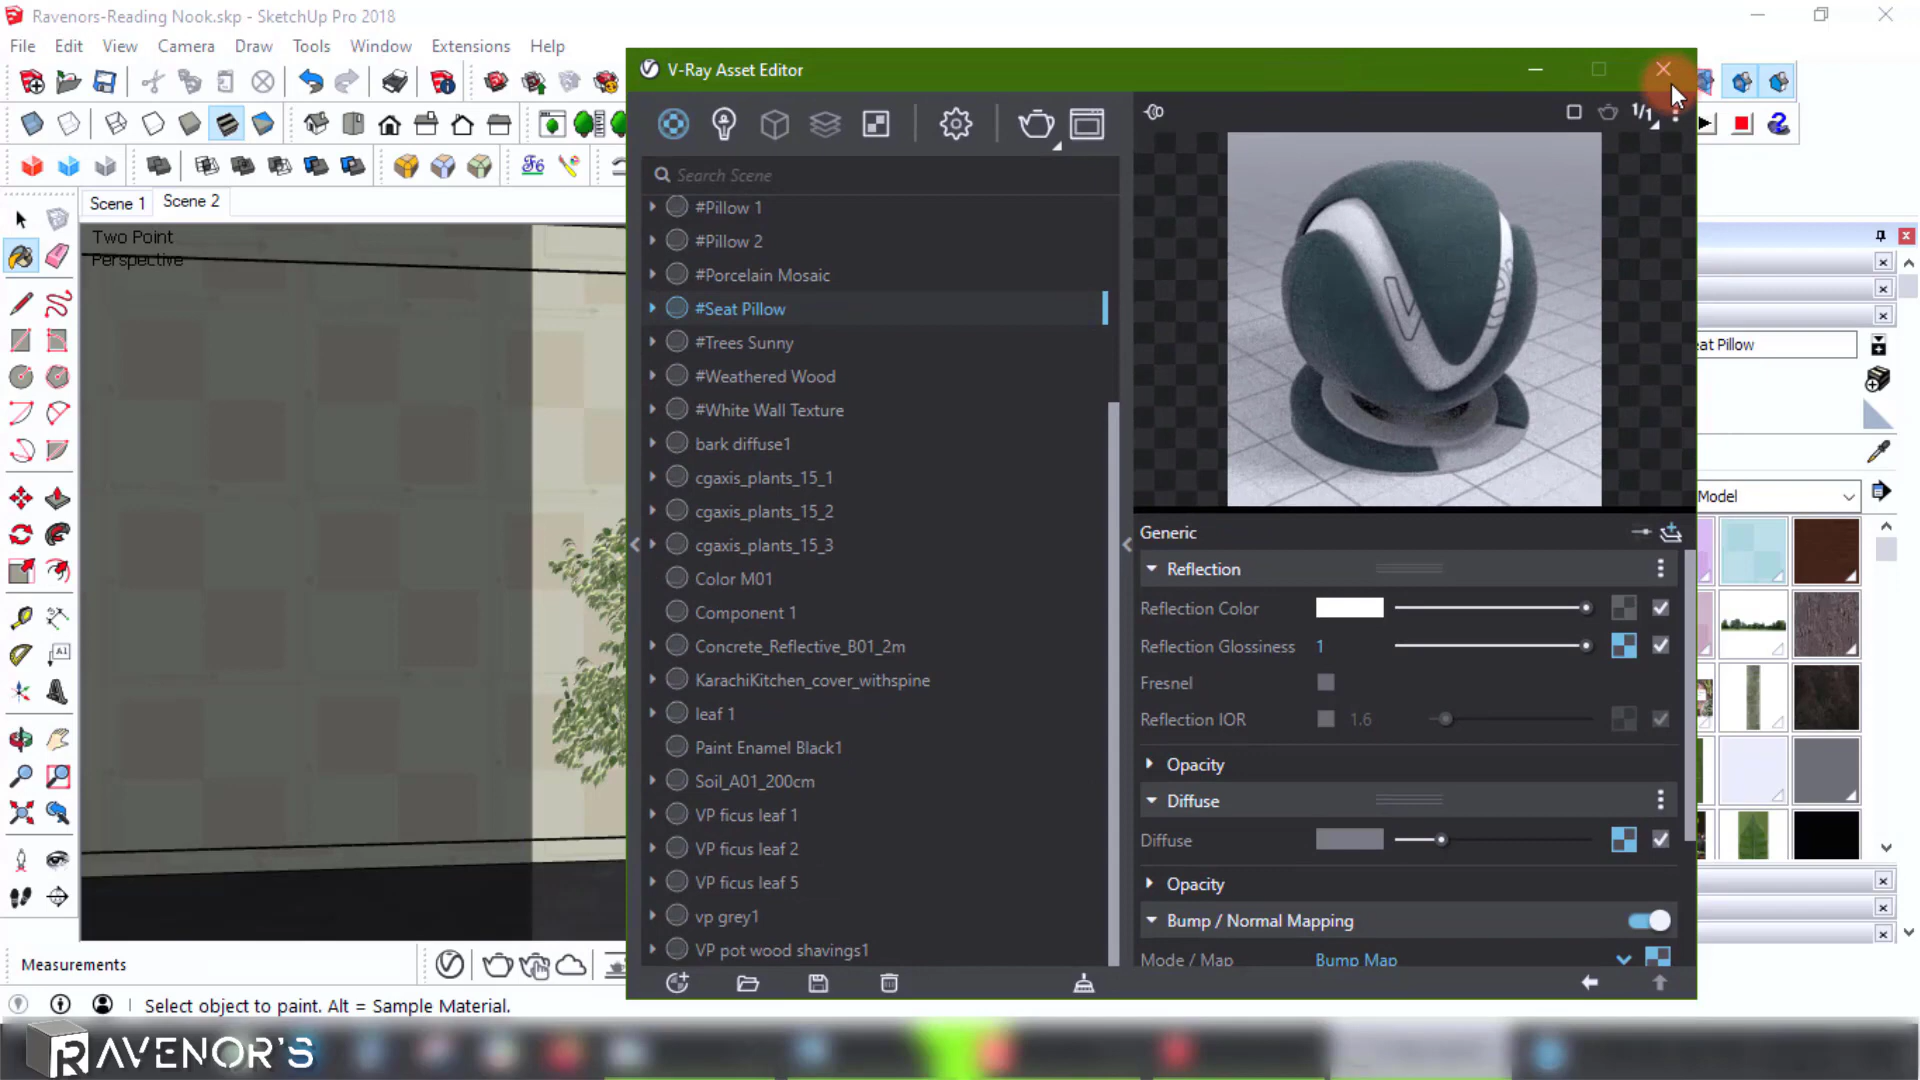 Ravenors-Reading Nook.skp - SketchUp Pro 2018
File Edit View Camera Draw Tools Window Extensions Help
V-Ray Asset Editor
1/1
Search Scene
Scene 1 Scene 2
Two Point
Perspective
#Pillow 1
#Pillow 2
#Porcelain Mosaic
#Seat Pillow
#Trees Sunny
#Weathered Wood
#White Wall Texture
bark diffuse1
cgaxis_plants_15_1
cgaxis_plants_15_2
cgaxis_plants_15_3
Color M01
Component 1
Concrete_Reflective_B01_2m
KarachiKitchen_cover_withspine
leaf 1
Paint Enamel Black1
Soil_A01_200cm
VP ficus leaf 1
VP ficus leaf 2
VP ficus leaf 5
vp grey1
VP pot wood shavings1
Generic
Reflection
Reflection Color
Reflection Glossiness 1
Fresnel
Reflection IOR 1.6
Opacity
Diffuse
Diffuse
Opacity
Bump / Normal Mapping
Mode / Map Bump Map
eat Pillow
Model
Measurements
Select object to paint. Alt = Sample Material.
RAVENOR'S